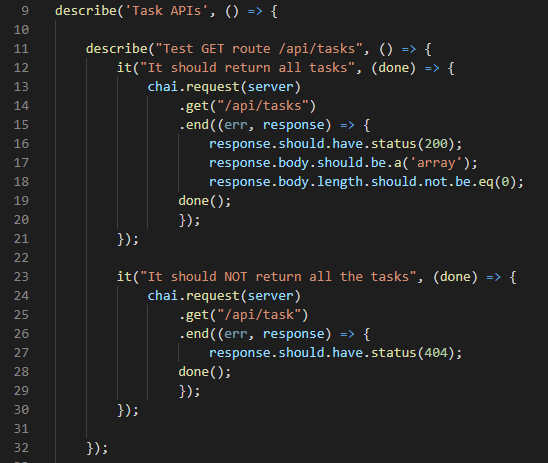 9 describe('Task APIs', () => {
10
11 describe("Test GET route /api/tasks", () => {
12 it("It should return all tasks", (done) => {
13 chai.request(server)
14 .get("/api/tasks")
15 .end((err, response) => {
16 response.should.have.status(200);
17 response.body.should.be.a('array');
18 response.body.length.should.not.be.eq(0);
19 done();
20 });
21 });
22
23 it("It should NOT return all the tasks", (done) => {
24 chai.request(server)
25 .get("/api/task")
26 .end((err, response) => {
27 response.should.have.status(404);
28 done();
29 });
30 });
31
32 });